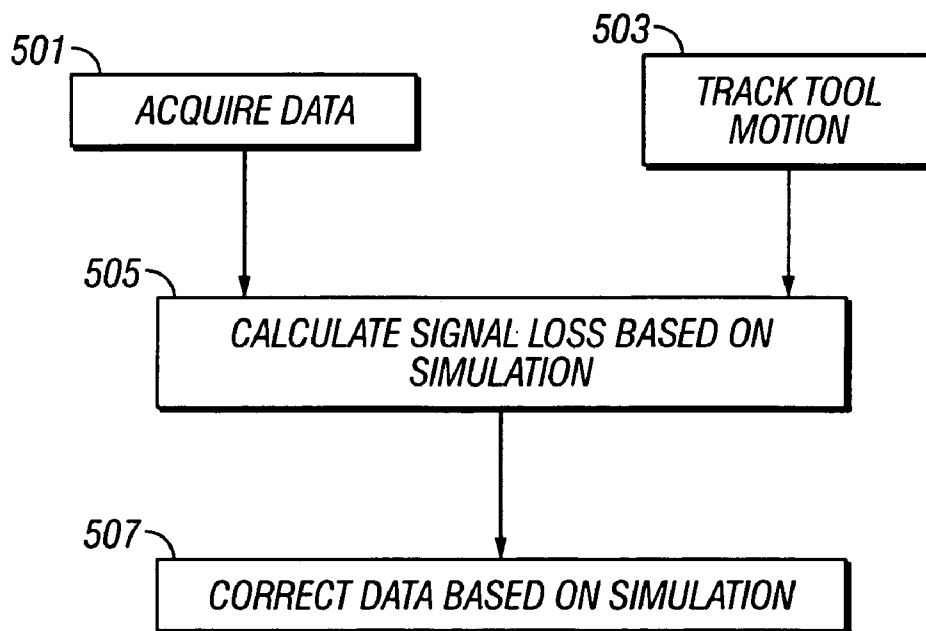 501
ACQUIRE DATA
503
TRACK TOOL
MOTION
505
CALCULATE SIGNAL LOSS BASED ON
SIMULATION
507
CORRECT DATA BASED ON SIMULATION